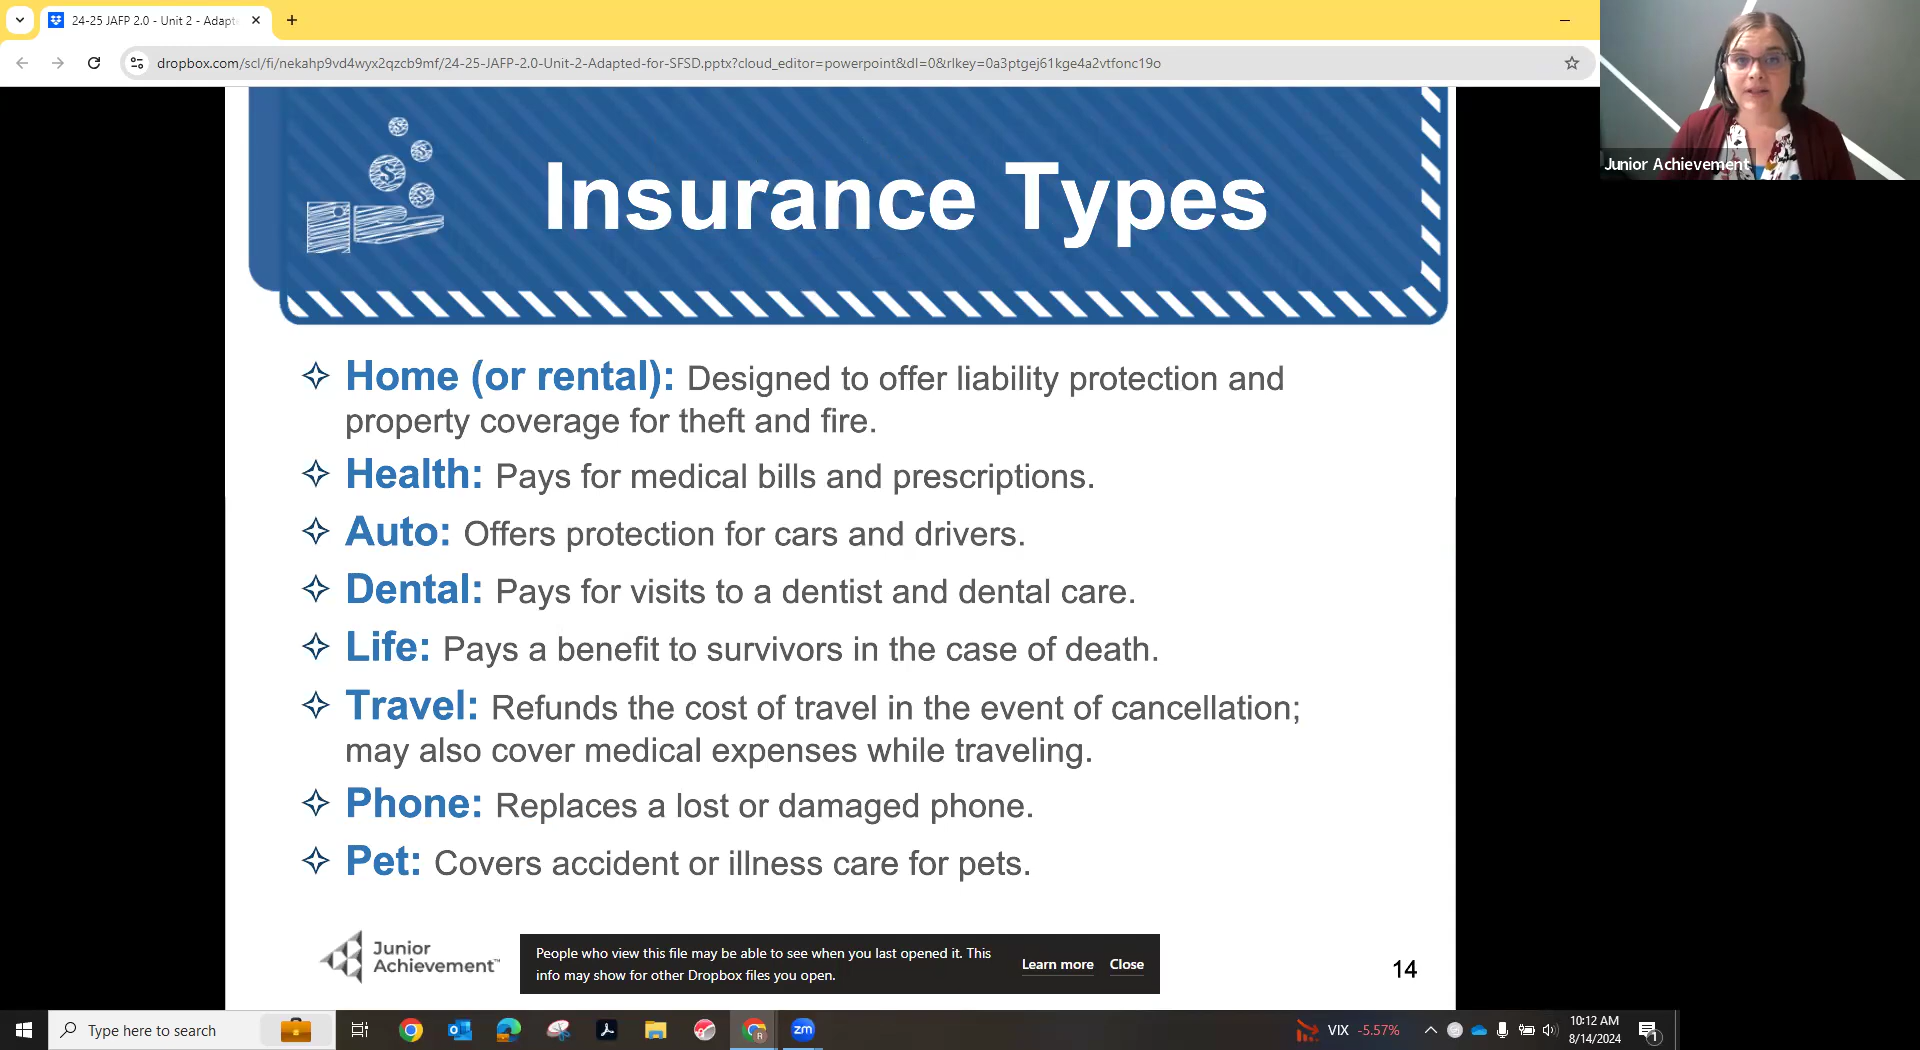 24-25 JAFP 2.0 - Unit 2 - Adapt
dropbox.com/scl/fi/nekahp9vd4wyx2qzcb9mf/24-25-JAFP-2.0-Unit-2-Adapted-for-SFSD.pptx?cloud_editor=powerpoint&dl=0&rlkey=0a3ptgej61kge4a2vtfonc19o
Junior Achievement
Insurance Types
Home (or rental): Designed to offer liability protection and
property coverage for theft and fire.
Health: Pays for medical bills and prescriptions.
Auto: Offers protection for cars and drivers.
Dental: Pays for visits to a dentist and dental care.
Life: Pays a benefit to survivors in the case of death.
Travel: Refunds the cost of travel in the event of cancellation;
may also cover medical expenses while traveling.
Phone: Replaces a lost or damaged phone.
Pet: Covers accident or illness care for pets.
Junior
Achievement™
People who view this file may be able to see when you last opened it. This
info may show for other Dropbox files you open.
Learn more Close
14
Type here to search
zm
VIX -5.57%
10:12 AM
8/14/2024
1